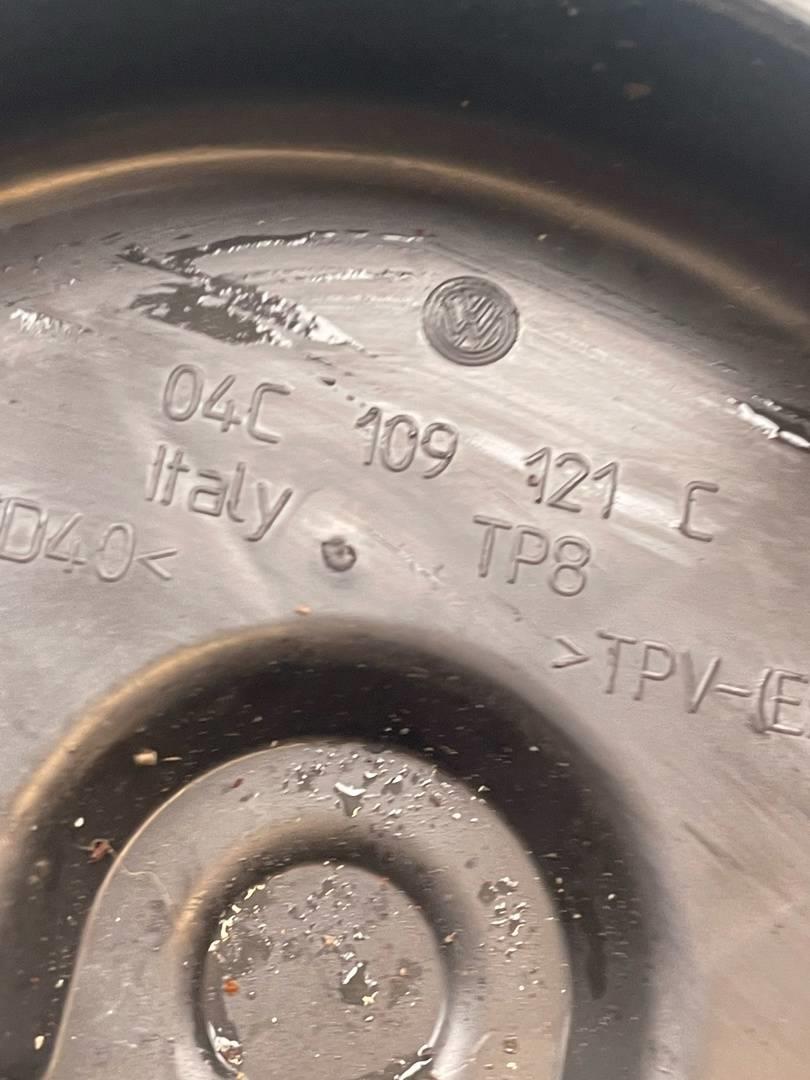 04C 109 121 C
Italy
TP8
D40<
>TPV-(E